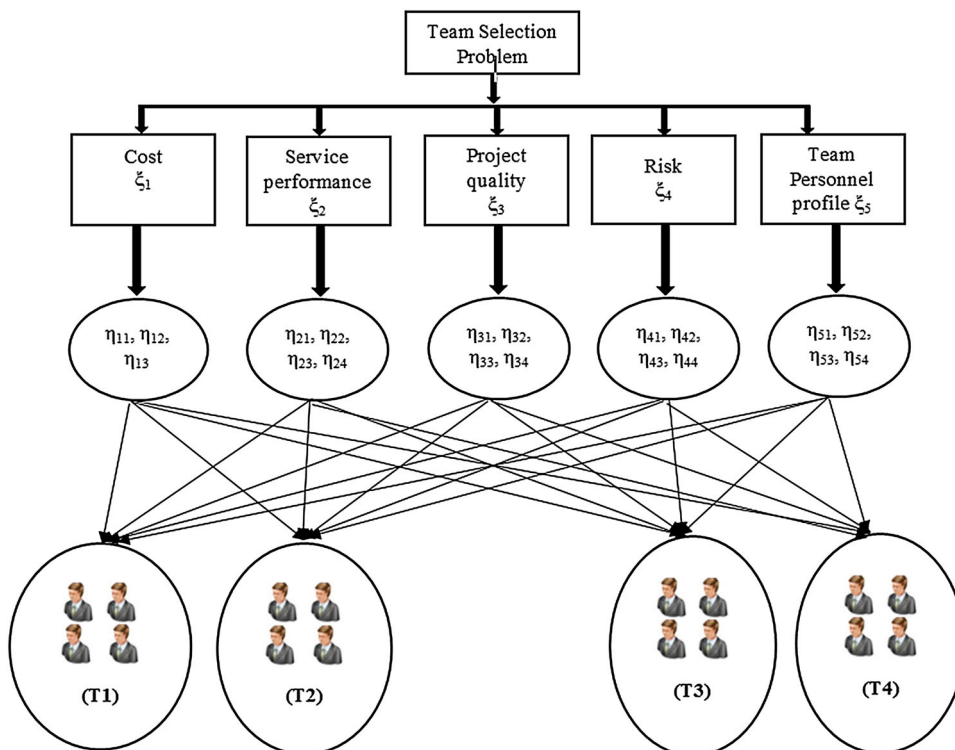 Team Selection
Problem
Cost
ξ₁
Service
performance
ξ₂
Project
quality
ξ₃
Risk
ξ₄
Team
Personnel
profile ξ₅
η₁₁, η₁₂,
η₁₃
η₂₁, η₂₂,
η₂₃, η₂₄
η₃₁, η₃₂,
η₃₃, η₃₄
η₄₁, η₄₂,
η₄₃, η₄₄
η₅₁, η₅₂,
η₅₃, η₅₄
(T1)
(T2)
(T3)
(T4)